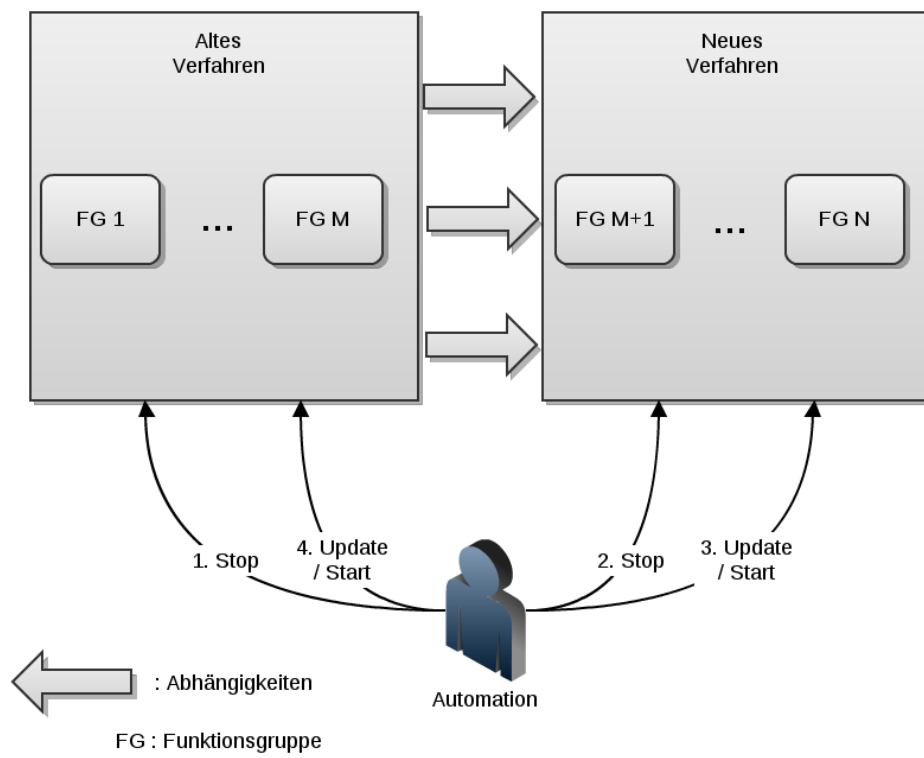 Altes
Verfahren
Neues
Verfahren
FG 1
...
FG M
FG M+1
...
FG N
1. Stop
4. Update
/ Start
2. Stop
3. Update
/ Start
: Abhängigkeiten
Automation
FG : Funktionsgruppe